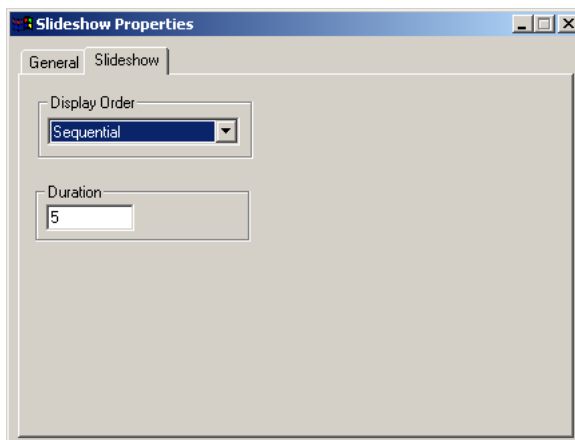 Slideshow Properties
General Slideshow
Display Order
Sequential
Duration
5